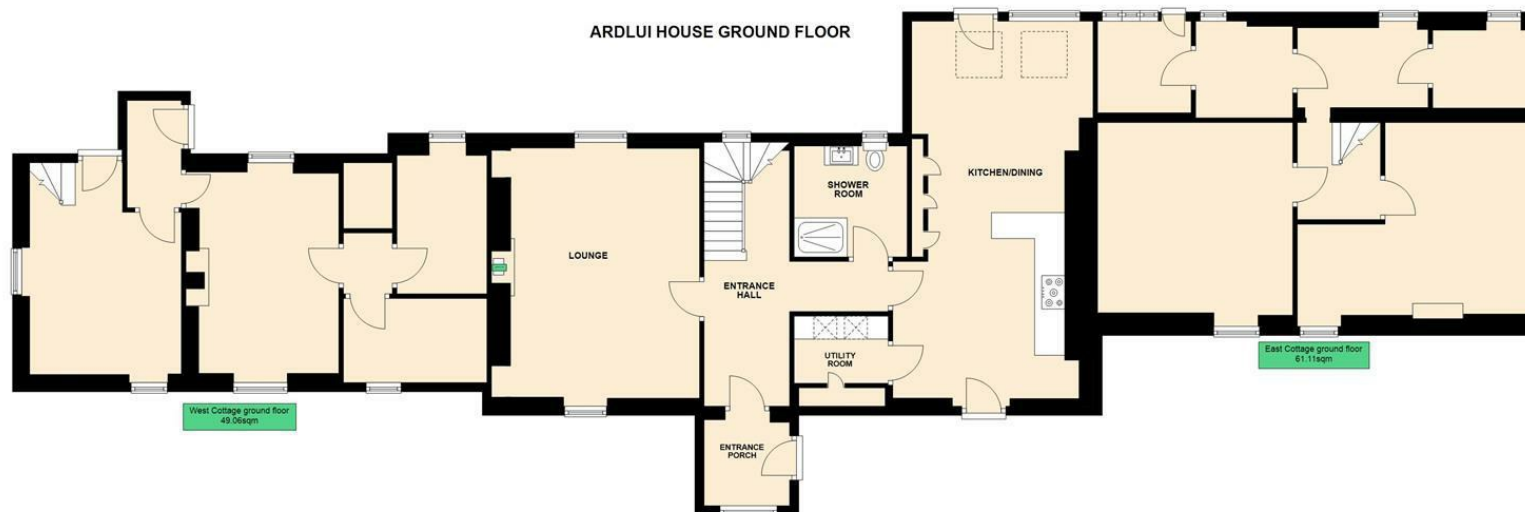 ARDLUI HOUSE GROUND FLOOR
KITCHEN/DINING
SHOWER
ROOM
LOUNGE
ENTRANCE
HALL
UTILITY
ROOM
East Cottage ground floor
61.11sqm
West Cottage ground floor
49.06sqm
ENTRANCE
PORCH